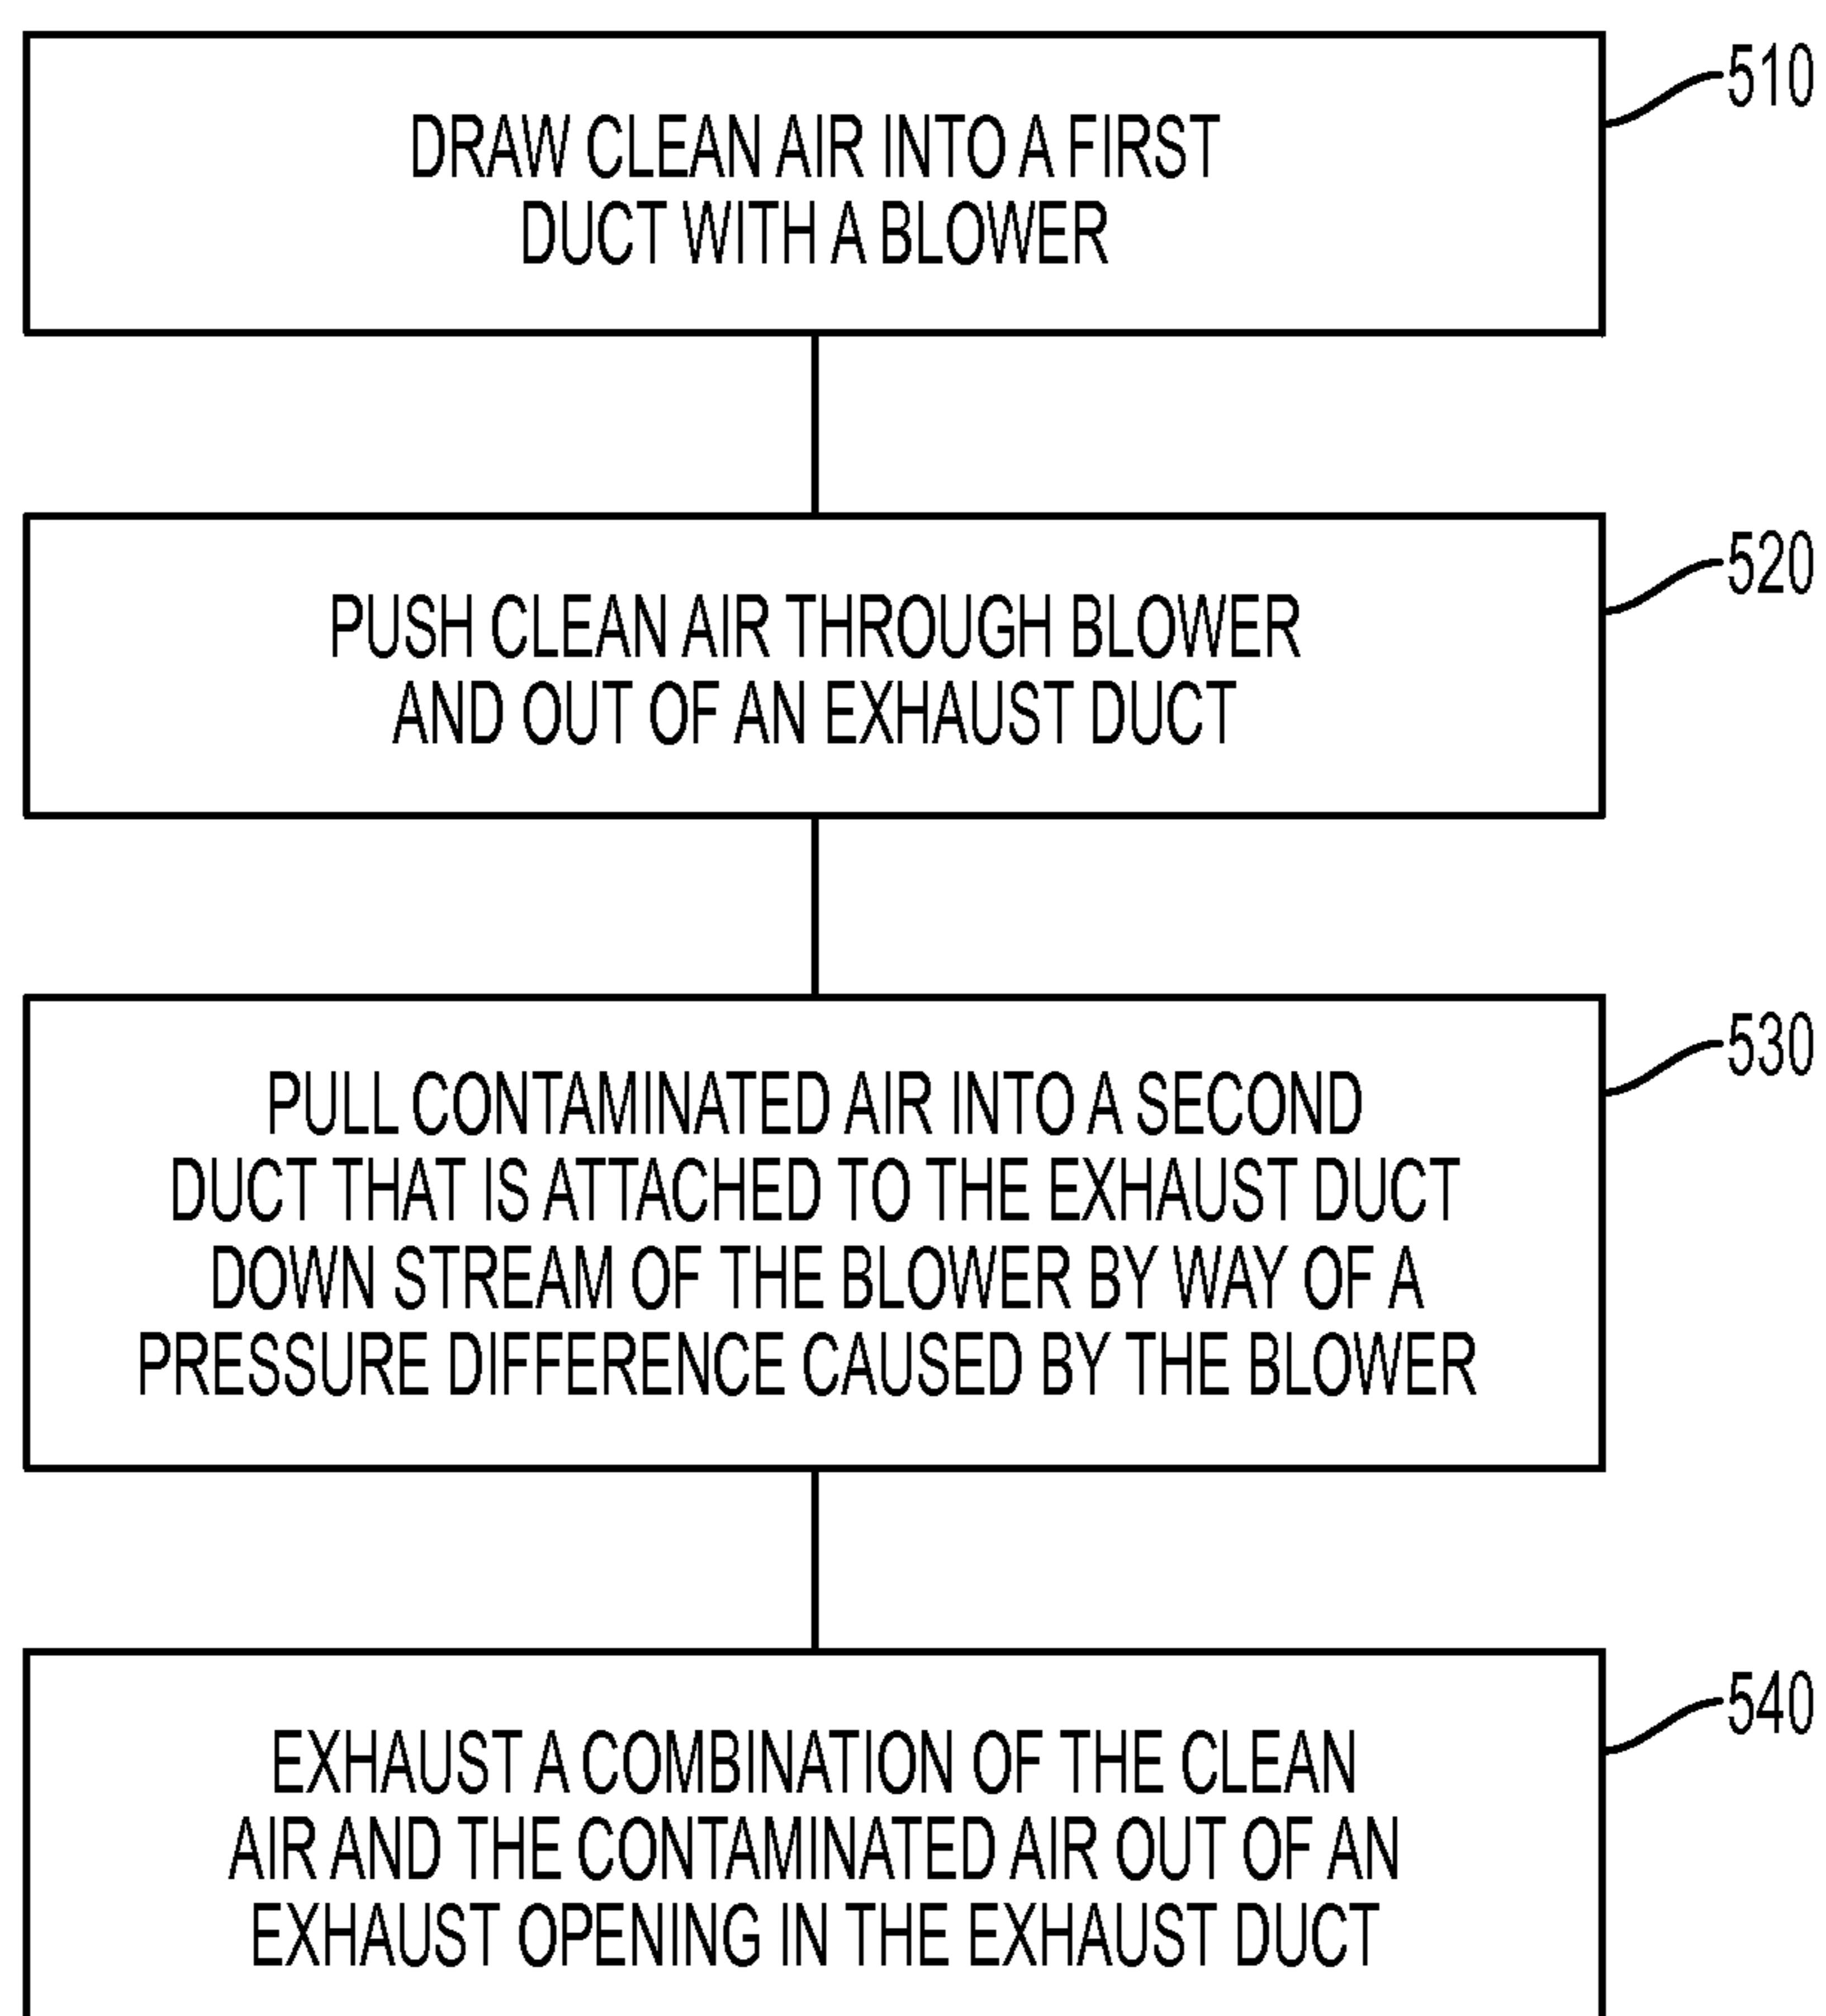 510
DRAW CLEAN AIR INTO A FIRST
DUCT WITH A BLOWER
520
PUSH CLEAN AIR THROUGH BLOWER
AND OUT OF AN EXHAUST DUCT
530
PULL CONTAMINATED AIR INTO A SECOND
DUCT THAT IS ATTACHED TO THE EXHAUST DUCT
DOWN STREAM OF THE BLOWER BY WAY OF A
PRESSURE DIFFERENCE CAUSED BY THE BLOWER
540
EXHAUST A COMBINATION OF THE CLEAN
AIR AND THE CONTAMINATED AIR OUT OF AN
EXHAUST OPENING IN THE EXHAUST DUCT